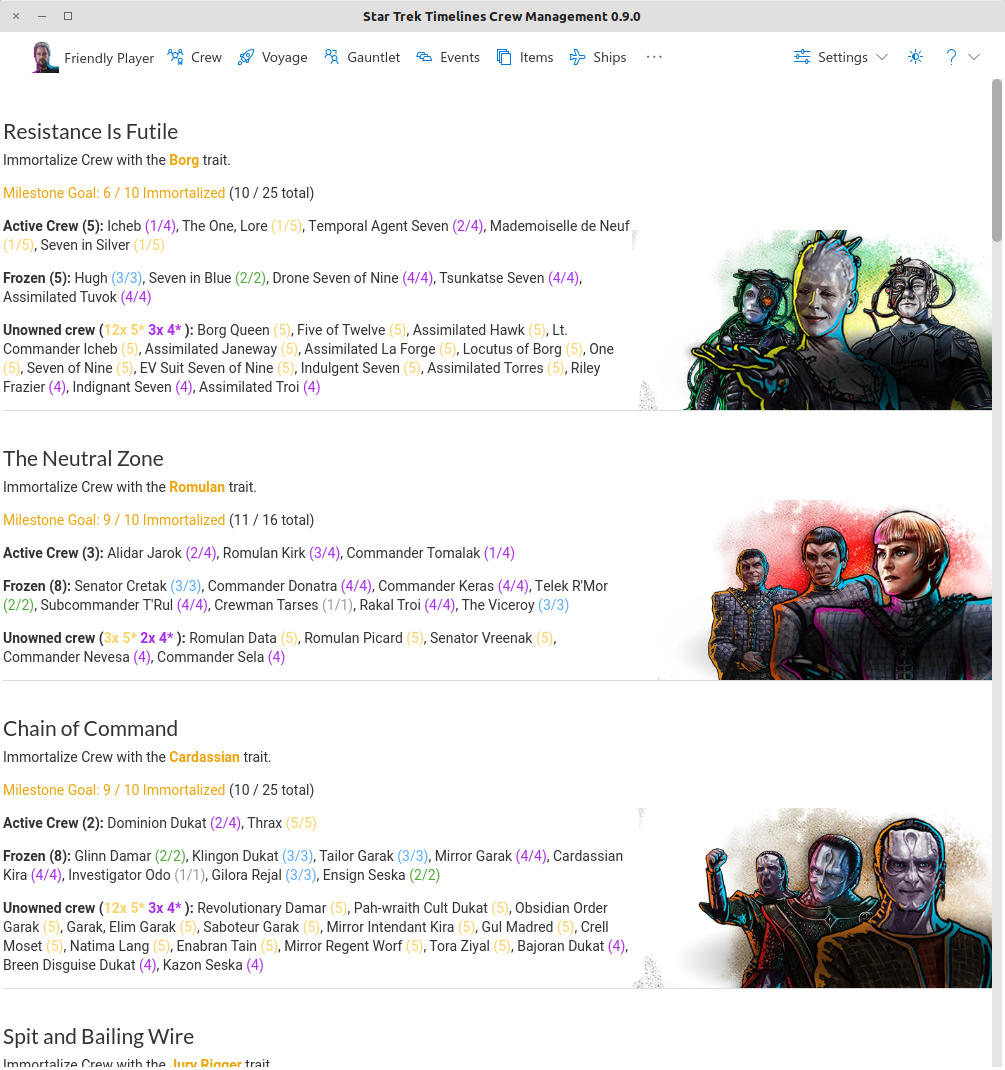 Star Trek Timelines Crew Management 0.9.0
Friendly Player Crew Voyage Gauntlet Events Items Ships ··· Settings ?
Resistance Is Futile
Immortalize Crew with the Borg trait.
Milestone Goal: 6 / 10 Immortalized (10 / 25 total)
Active Crew (5): Icheb (1/4), The One, Lore (1/5), Temporal Agent Seven (2/4), Mademoiselle de Neuf
(1/5), Seven in Silver (1/5)
Frozen (5): Hugh (3/3), Seven in Blue (2/2), Drone Seven of Nine (4/4), Tsunkatse Seven (4/4),
Assimilated Tuvok (4/4)
Unowned crew (12x 5* 3x 4* ): Borg Queen (5), Five of Twelve (5), Assimilated Hawk (5), Lt.
Commander Icheb (5), Assimilated Janeway (5), Assimilated La Forge (5), Locutus of Borg (5), One
(5), Seven of Nine (5), EV Suit Seven of Nine (5), Indulgent Seven (5), Assimilated Torres (5), Riley
Frazier (4), Indignant Seven (4), Assimilated Troi (4)
The Neutral Zone
Immortalize Crew with the Romulan trait.
Milestone Goal: 9 / 10 Immortalized (11 / 16 total)
Active Crew (3): Alidar Jarok (2/4), Romulan Kirk (3/4), Commander Tomalak (1/4)
Frozen (8): Senator Cretak (3/3), Commander Donatra (4/4), Commander Keras (4/4), Telek R'Mor
(2/2), Subcommander T'Rul (4/4), Crewman Tarses (1/1), Rakal Troi (4/4), The Viceroy (3/3)
Unowned crew (3x 5* 2x 4* ): Romulan Data (5), Romulan Picard (5), Senator Vreenak (5),
Commander Nevesa (4), Commander Sela (4)
Chain of Command
Immortalize Crew with the Cardassian trait.
Milestone Goal: 9 / 10 Immortalized (10 / 25 total)
Active Crew (2): Dominion Dukat (2/4), Thrax (5/5)
Frozen (8): Glinn Damar (2/2), Klingon Dukat (3/3), Tailor Garak (3/3), Mirror Garak (4/4), Cardassian
Kira (4/4), Investigator Odo (1/1), Gilora Rejal (3/3), Ensign Seska (2/2)
Unowned crew (12x 5* 3x 4* ): Revolutionary Damar (5), Pah-wraith Cult Dukat (5), Obsidian Order
Garak (5), Garak, Elim Garak (5), Saboteur Garak (5), Mirror Intendant Kira (5), Gul Madred (5), Crell
Moset (5), Natima Lang (5), Enabran Tain (5), Mirror Regent Worf (5), Tora Ziyal (5), Bajoran Dukat (4),
Breen Disguise Dukat (4), Kazon Seska (4)
Spit and Bailing Wire
Immortalize Crew with the Jury Rigger trait.